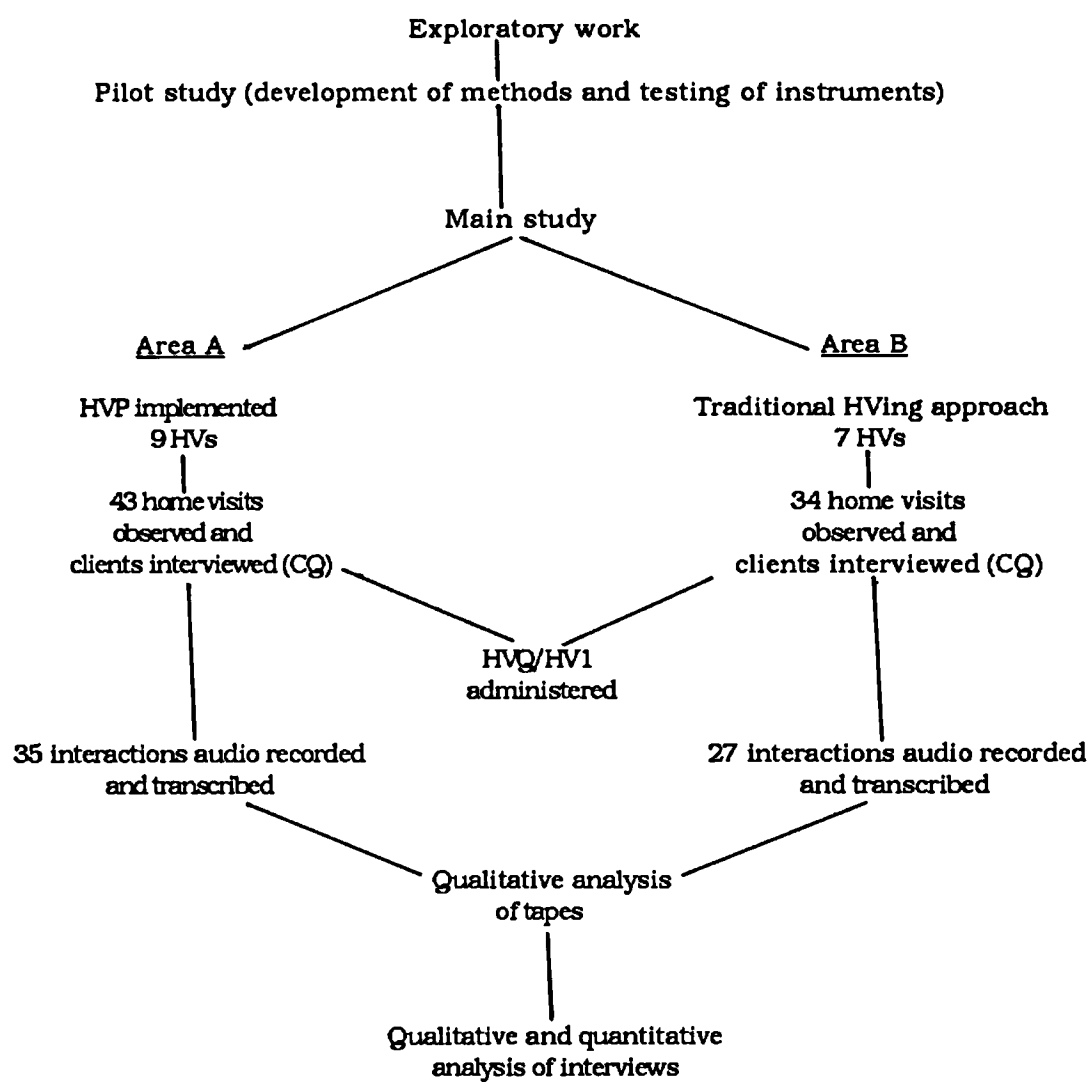 Exploratory work
Pilot study (development of methods and testing of instruments)
Main study
Area A
HVP implemented
9 HVs
43 home visits
observed and
clients interviewed (CQ)
Area B
Traditional HVing approach
7 HVs
34 home visits
observed and
clients interviewed (CQ)
HVQ/HV1
administered
35 interactions audio recorded
and transcribed
27 interactions audio recorded
and transcribed
Qualitative analysis
of tapes
Qualitative and quantitative
analysis of interviews